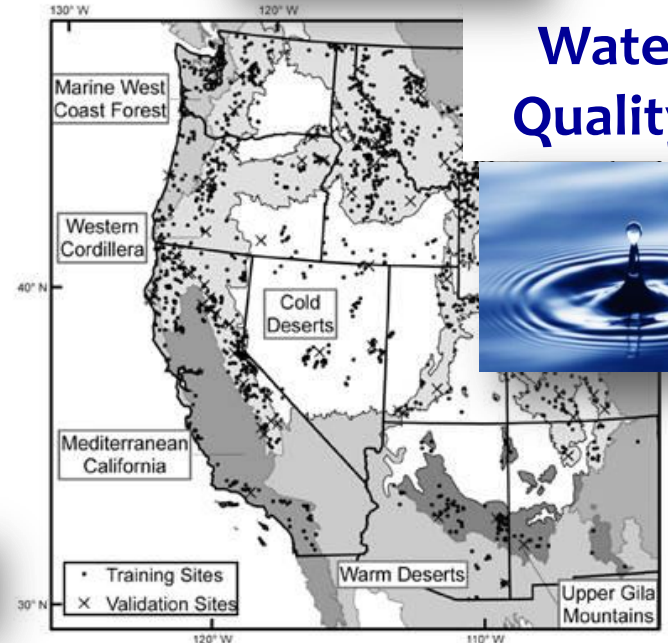 130° W
120° W
Marine West
Coast Forest
Western
Cordillera
40° N
Cold
Deserts
Mediterranean
California
• Training Sites
× Validation Sites
Warm Deserts
Upper Gila
Mountains
30° N
120° W
110° W
Wate
Quality